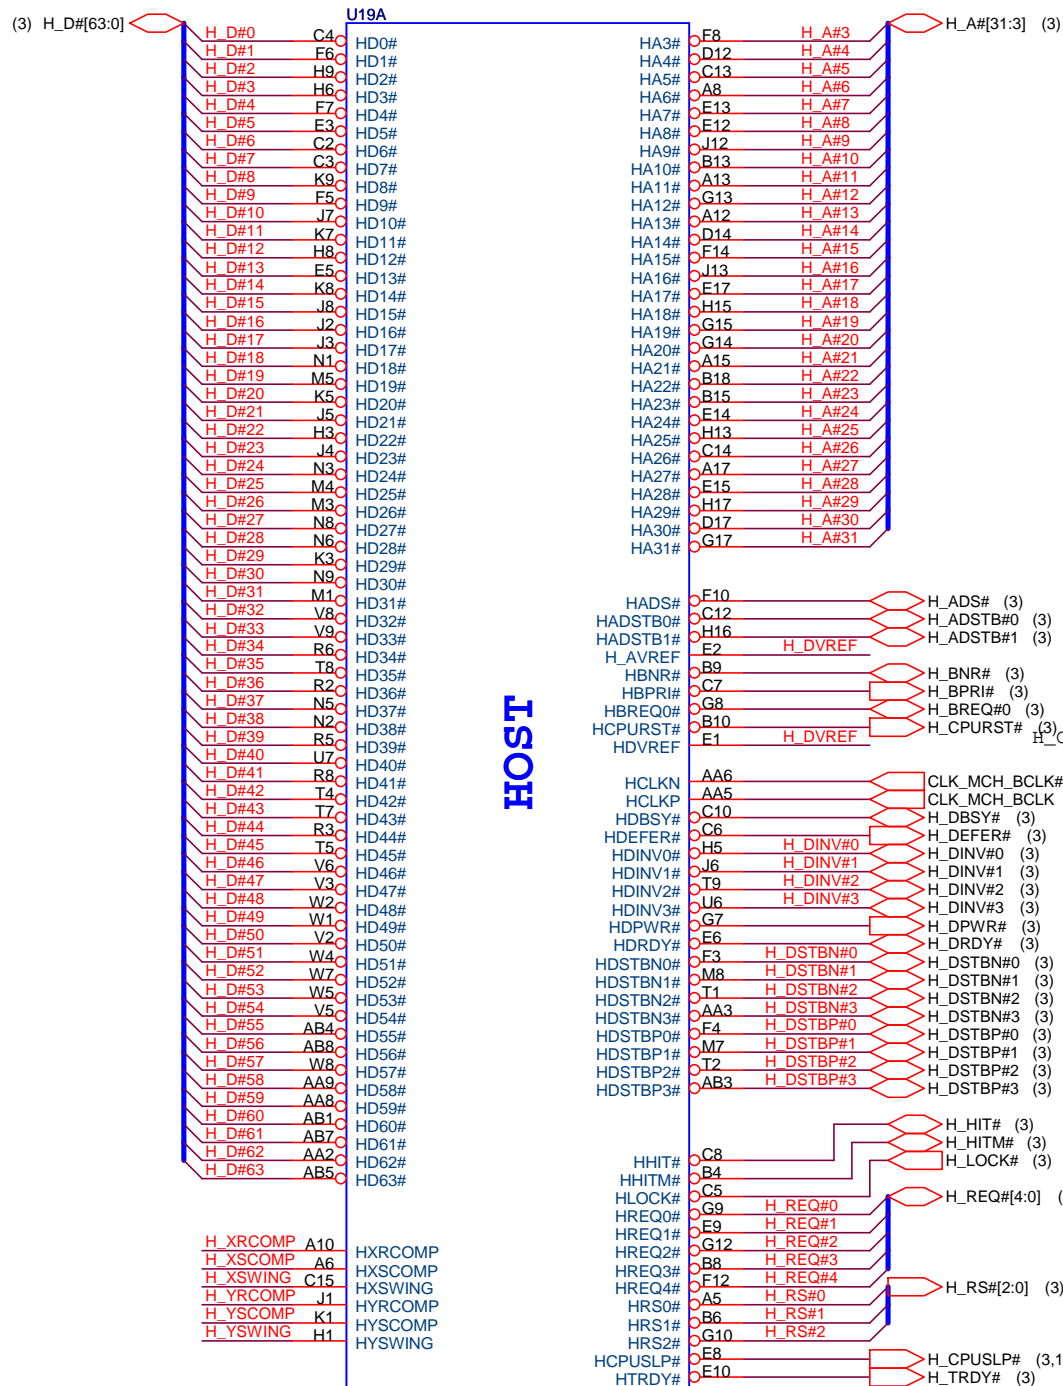 U19A
(3) H_D#[63:0]
H_A#[31:3] (3)
H_D#0 C4 HD0#
H_D#1 F6 HD1#
H_D#2 H9 HD2#
H_D#3 H6 HD3#
H_D#4 F7 HD4#
H_D#5 E3 HD5#
H_D#6 C2 HD6#
H_D#7 C3 HD7#
H_D#8 K9 HD8#
H_D#9 F5 HD9#
H_D#10 J7 HD10#
H_D#11 K7 HD11#
H_D#12 H8 HD12#
H_D#13 E5 HD13#
H_D#14 K8 HD14#
H_D#15 J8 HD15#
H_D#16 J2 HD16#
H_D#17 J3 HD17#
H_D#18 N1 HD18#
H_D#19 M5 HD19#
H_D#20 K5 HD20#
H_D#21 J5 HD21#
H_D#22 H3 HD22#
H_D#23 J4 HD23#
H_D#24 N3 HD24#
H_D#25 M4 HD25#
H_D#26 M3 HD26#
H_D#27 N8 HD27#
H_D#28 N6 HD28#
H_D#29 K3 HD29#
H_D#30 N9 HD30#
H_D#31 M1 HD31#
H_D#32 V8 HD32#
H_D#33 V9 HD33#
H_D#34 R6 HD34#
H_D#35 T8 HD35#
H_D#36 R2 HD36#
H_D#37 N5 HD37#
H_D#38 N2 HD38#
H_D#39 R5 HD39#
H_D#40 U7 HD40#
H_D#41 R8 HD41#
H_D#42 T4 HD42#
H_D#43 T7 HD43#
H_D#44 R3 HD44#
H_D#45 T5 HD45#
H_D#46 V6 HD46#
H_D#47 V3 HD47#
H_D#48 W2 HD48#
H_D#49 W1 HD49#
H_D#50 V2 HD50#
H_D#51 W4 HD51#
H_D#52 W7 HD52#
H_D#53 W5 HD53#
H_D#54 V5 HD54#
H_D#55 AB4 HD55#
H_D#56 AB8 HD56#
H_D#57 W8 HD57#
H_D#58 AA9 HD58#
H_D#59 AA8 HD59#
H_D#60 AB1 HD60#
H_D#61 AB7 HD61#
H_D#62 AA2 HD62#
H_D#63 AB5 HD63#
H_XRCOMP A10 HXRCOMP
H_XSCOMP A6 HXSCOMP
H_XSWING C15 HXSWING
H_YRCOMP J1 HYRCOMP
H_YSCOMP K1 HYSCOMP
H_YSWING H1 HYSWING
HOST
HA3# F8 H_A#3
HA4# D12 H_A#4
HA5# C13 H_A#5
HA6# A8 H_A#6
HA7# E13 H_A#7
HA8# E12 H_A#8
HA9# J12 H_A#9
HA10# B13 H_A#10
HA11# A13 H_A#11
HA12# G13 H_A#12
HA13# A12 H_A#13
HA14# D14 H_A#14
HA15# F14 H_A#15
HA16# J13 H_A#16
HA17# E17 H_A#17
HA18# H15 H_A#18
HA19# G15 H_A#19
HA20# G14 H_A#20
HA21# A15 H_A#21
HA22# B18 H_A#22
HA23# B15 H_A#23
HA24# E14 H_A#24
HA25# H13 H_A#25
HA26# C14 H_A#26
HA27# A17 H_A#27
HA28# E15 H_A#28
HA29# H17 H_A#29
HA30# D17 H_A#30
HA31# G17 H_A#31
HADS# F10 H_ADS# (3)
HADSTB0# C12 H_ADSTB#0 (3)
HADSTB1# H16 H_ADSTB#1 (3)
H_AVREF E2 H_DVREF
HBNR# B9 H_BNR# (3)
HBPRI# C7 H_BPRI# (3)
HBREQ0# G8 H_BREQ#0 (3)
HCPURST# B10 H_CPURST# (3)
HDVREF E1 H_DVREF
HCLKN AA6 CLK_MCH_BCLK#
HCLKP AA5 CLK_MCH_BCLK
HDBSY# C10 H_DBSY# (3)
HDEFER# C6 H_DEFER# (3)
HDINV0# H5 H_DINV#0 H_DINV#0 (3)
HDINV1# J6 H_DINV#1 H_DINV#1 (3)
HDINV2# T9 H_DINV#2 H_DINV#2 (3)
HDINV3# U6 H_DINV#3 H_DINV#3 (3)
HDPWR# G7 H_DPWR# (3)
HDRDY# E6 H_DRDY# (3)
HDSTBN0# F3 H_DSTBN#0 H_DSTBN#0 (3)
HDSTBN1# M8 H_DSTBN#1 H_DSTBN#1 (3)
HDSTBN2# T1 H_DSTBN#2 H_DSTBN#2 (3)
HDSTBN3# AA3 H_DSTBN#3 H_DSTBN#3 (3)
HDSTBP0# F4 H_DSTBP#0 H_DSTBP#0 (3)
HDSTBP1# M7 H_DSTBP#1 H_DSTBP#1 (3)
HDSTBP2# T2 H_DSTBP#2 H_DSTBP#2 (3)
HDSTBP3# AB3 H_DSTBP#3 H_DSTBP#3 (3)
HHIT# C8 H_HIT# (3)
HHITM# B4 H_HITM# (3)
HLOCK# C5 H_LOCK# (3)
HREQ0# G9 H_REQ#0 H_REQ#[4:0]
HREQ1# E9 H_REQ#1
HREQ2# G12 H_REQ#2
HREQ3# B8 H_REQ#3
HREQ4# F12 H_REQ#4
HRS0# A5 H_RS#0 H_RS#[2:0] (3)
HRS1# B6 H_RS#1
HRS2# G10 H_RS#2
HCPUSLP# E8 H_CPUSLP# (3,1
HTRDY# E10 H_TRDY# (3)